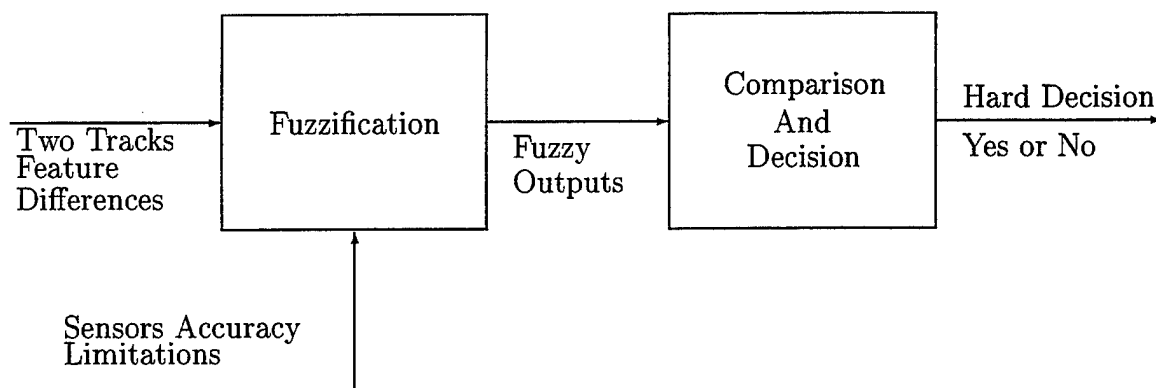 Two Tracks
Feature
Differences
Fuzzification
Sensors Accuracy
Limitations
Fuzzy
Outputs
Comparison
And
Decision
Hard Decision
Yes or No